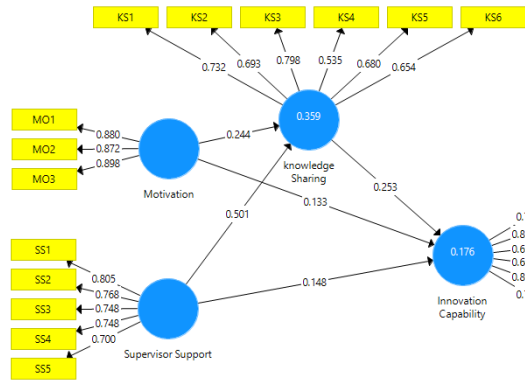 KS1 KS2 KS3 KS4 KS5 KS6
0.732 0.693 0.798 0.535 0.680 0.654
MO1
MO2
MO3
0.880
0.872
0.898
Motivation
0.244
0.359
knowledge
Sharing
0.501
0.133
0.253
0.148
0.176
Innovation
Capability
SS1
SS2
SS3
SS4
SS5
0.805
0.768
0.748
0.748
0.700
Supervisor Support